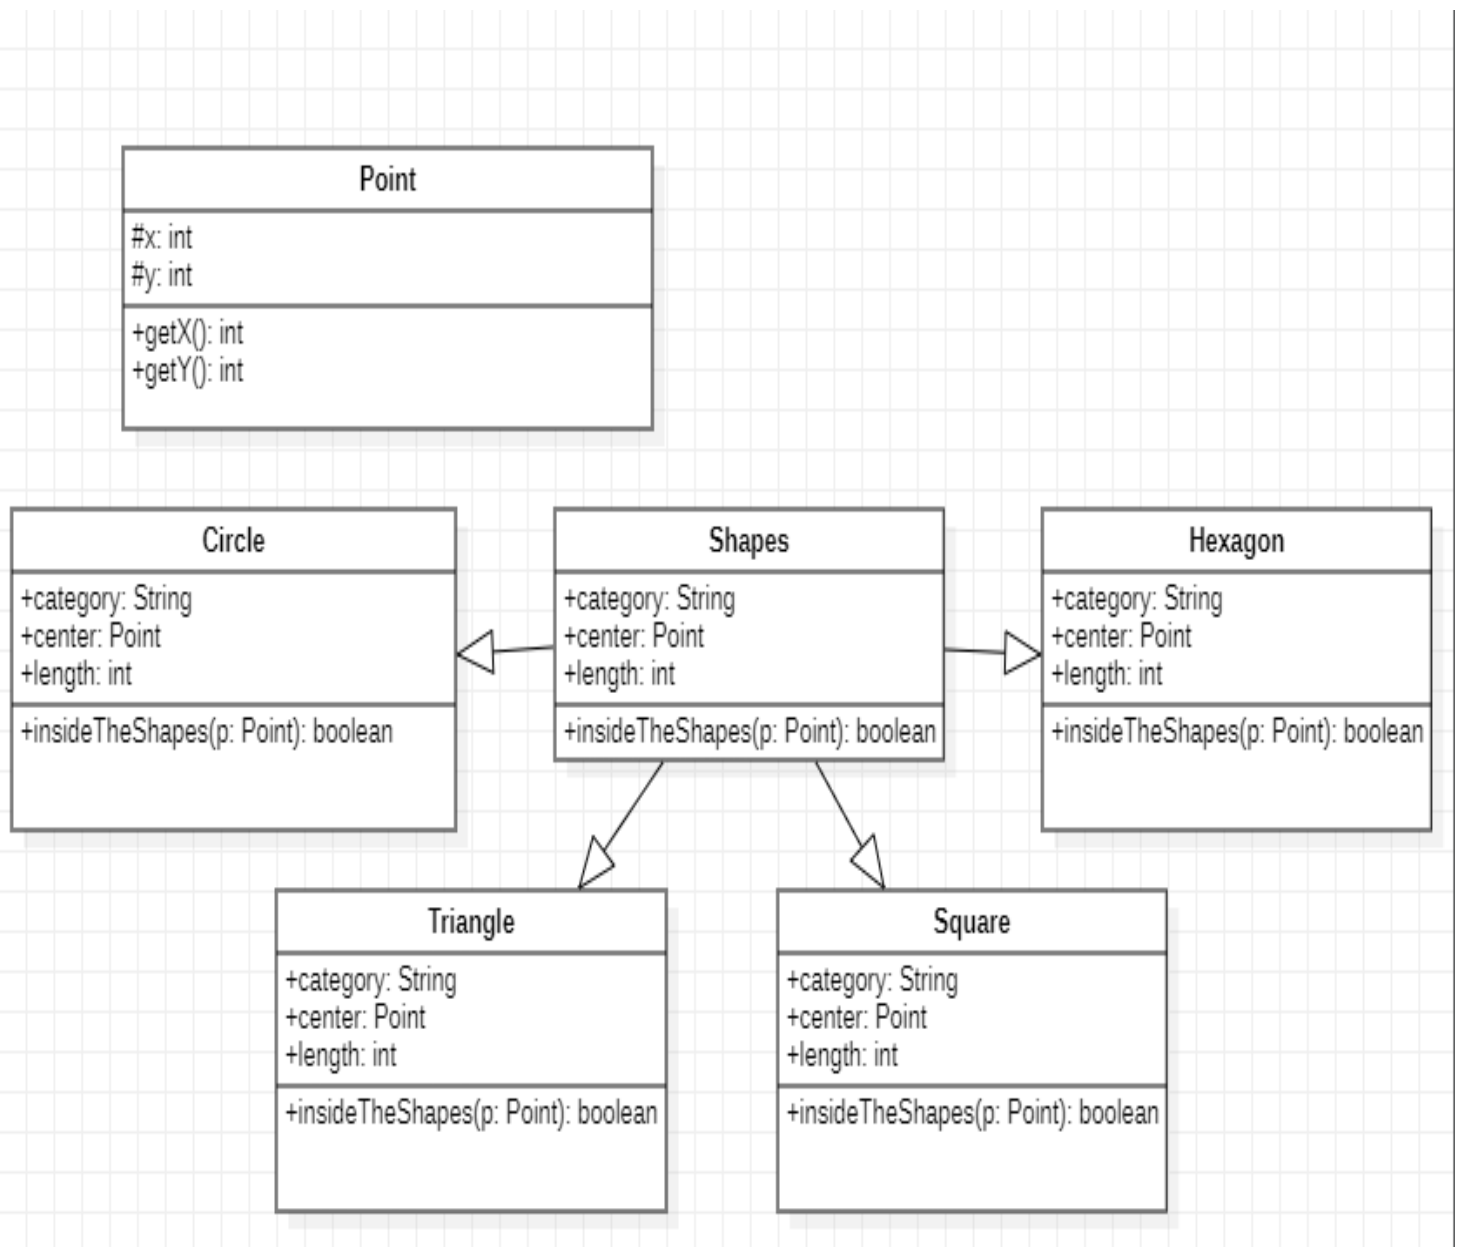 Point
#x: int
#y: int
+getX(): int
+getY(): int
Circle
+category: String
+center: Point
+length: int
+insideTheShapes(p: Point): boolean
Shapes
+category: String
+center: Point
+length: int
+insideTheShapes(p: Point): boolean
Hexagon
+category: String
+center: Point
+length: int
+insideTheShapes(p: Point): boolean
Triangle
+category: String
+center: Point
+length: int
+insideTheShapes(p: Point): boolean
Square
+category: String
+center: Point
+length: int
+insideTheShapes(p: Point): boolean